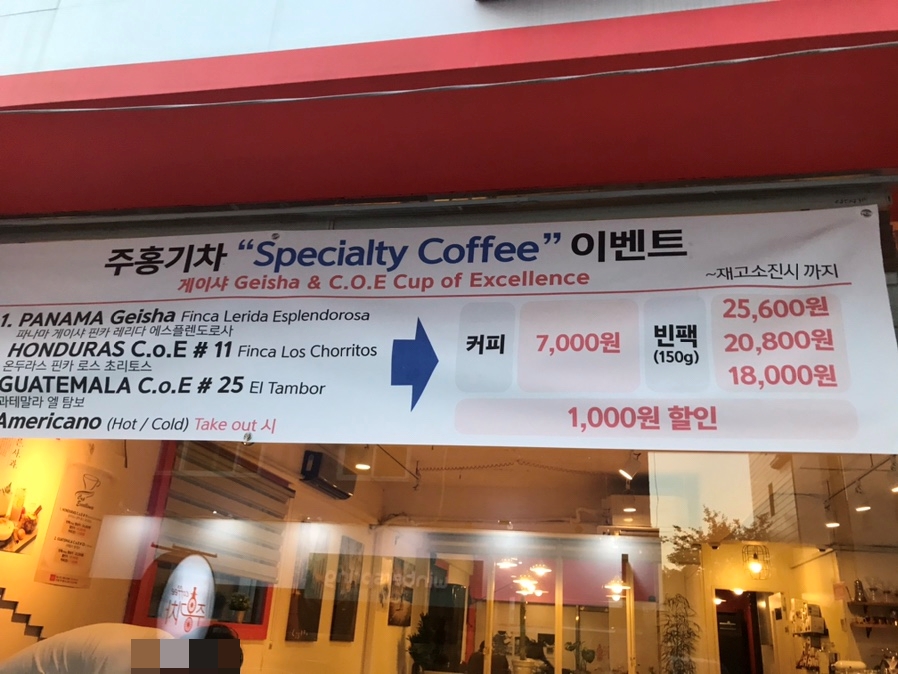 주홍기차 “Specialty Coffee” 이벤트
게이샤 Geisha & C.O.E Cup of Excellence
~재고소진시 까지
1. PANAMA Geisha Finca Lerida Esplendorosa
파나마 게이샤 핀카 레리다 에스플렌도로사
HONDURAS C.o.E # 11 Finca Los Chorritos
온두라스 핀카 로스 초리토스
GUATEMALA C.o.E # 25 El Tambor
과테말라 엘 탐보
Americano (Hot / Cold) Take out 시
커피 7,000원
빈팩
(150g)
25,600원
20,800원
18,000원
1,000원 할인
주홍기차